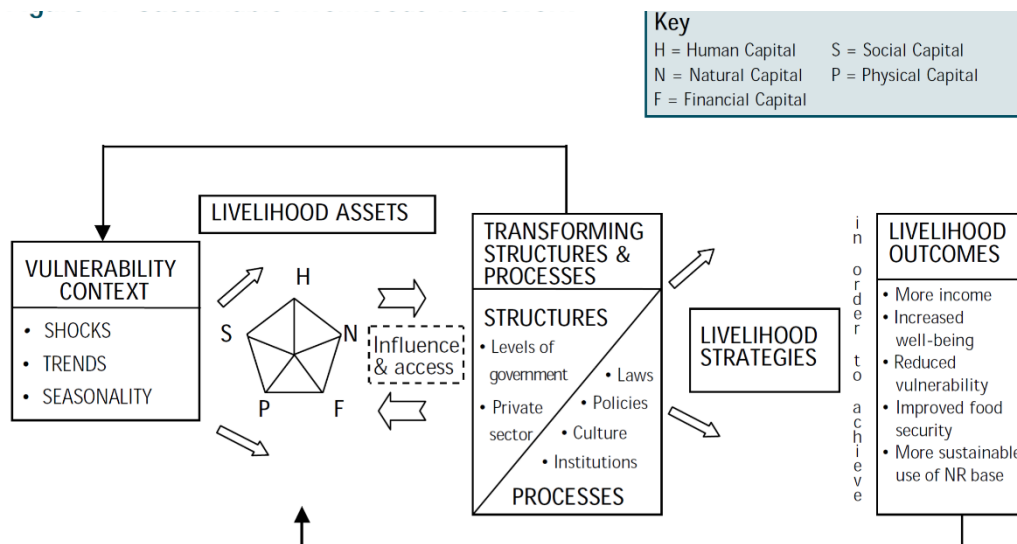 Key
H = Human Capital S = Social Capital
N = Natural Capital P = Physical Capital
F = Financial Capital
LIVELIHOOD ASSETS
VULNERABILITY
CONTEXT
• SHOCKS
• TRENDS
• SEASONALITY
H
S
N
P
F
Influence
& access
TRANSFORMING
STRUCTURES &
PROCESSES
STRUCTURES
• Levels of
government
• Private
sector
• Laws
• Policies
• Culture
• Institutions
PROCESSES
LIVELIHOOD
STRATEGIES
in order to achieve
LIVELIHOOD
OUTCOMES
• More income
• Increased
well-being
• Reduced
vulnerability
• Improved food
security
• More sustainable
use of NR base